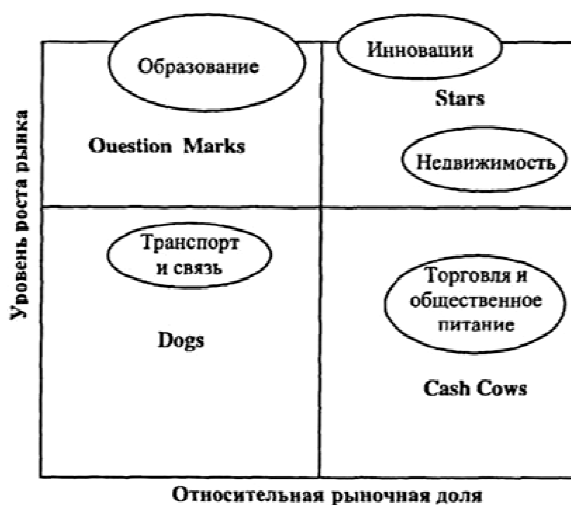 Образование
Инновации
Stars
Ouestion Marks
Недвижимость
Уровень роста рынка
Транспорт
и связь
Торговля и
общественное
питание
Dogs
Cash Cows
Относительная рыночная доля